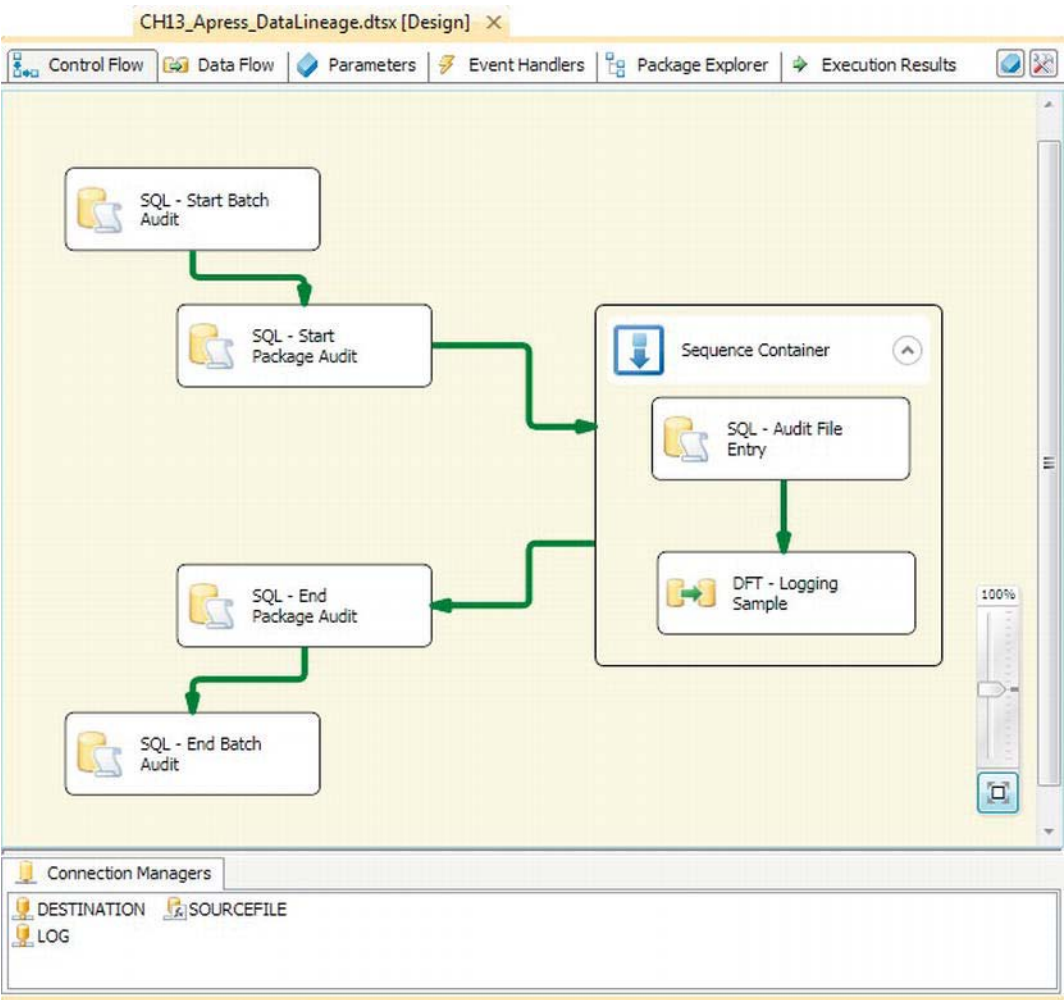 CH13_Apress_DataLineage.dtsx [Design]
Control Flow
Data Flow
Parameters
Event Handlers
Package Explorer
Execution Results
SQL - Start Batch
Audit
SQL - Start
Package Audit
Sequence Container
SQL - Audit File
Entry
DFT - Logging
Sample
SQL - End
Package Audit
SQL - End Batch
Audit
100%
Connection Managers
DESTINATION
SOURCEFILE
LOG